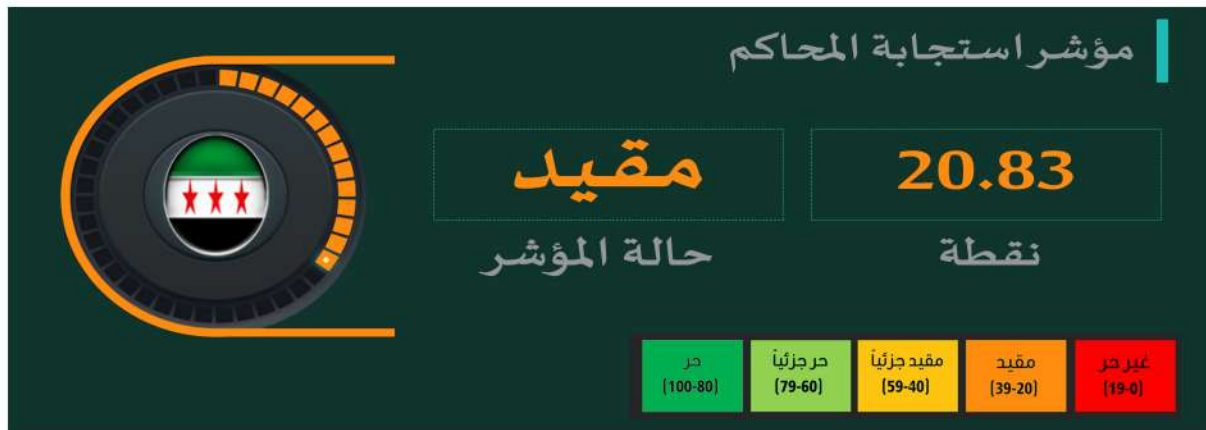 مؤشر استجابة المحاكم
20.83
مقيد
نقطة
حالة المؤشر
غير حر
(19-0)
مقيد
(39-20)
مقيد جزئياً
(59-40)
حر جزئياً
(79-60)
حر
(100-80)